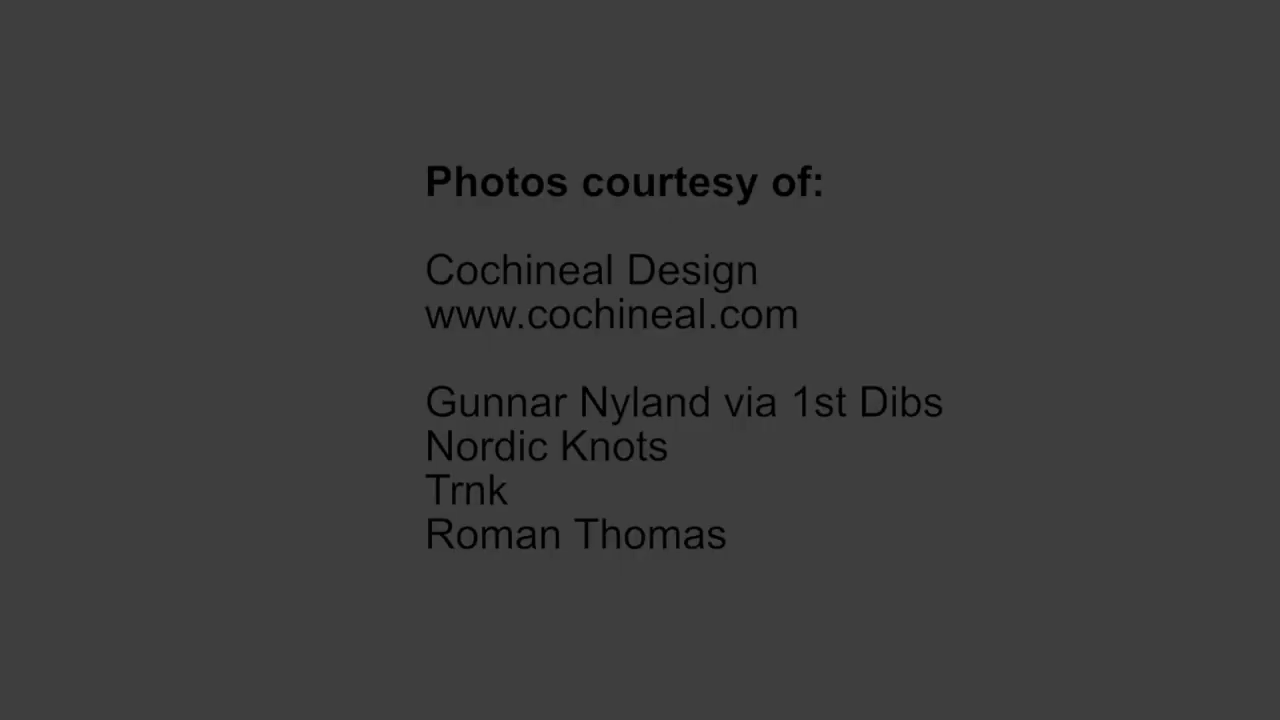 Photos courtesy of:
Cochineal Design
www.cochineal.com
Gunnar Nyland via 1st Dibs
Nordic Knots
Trnk
Roman Thomas